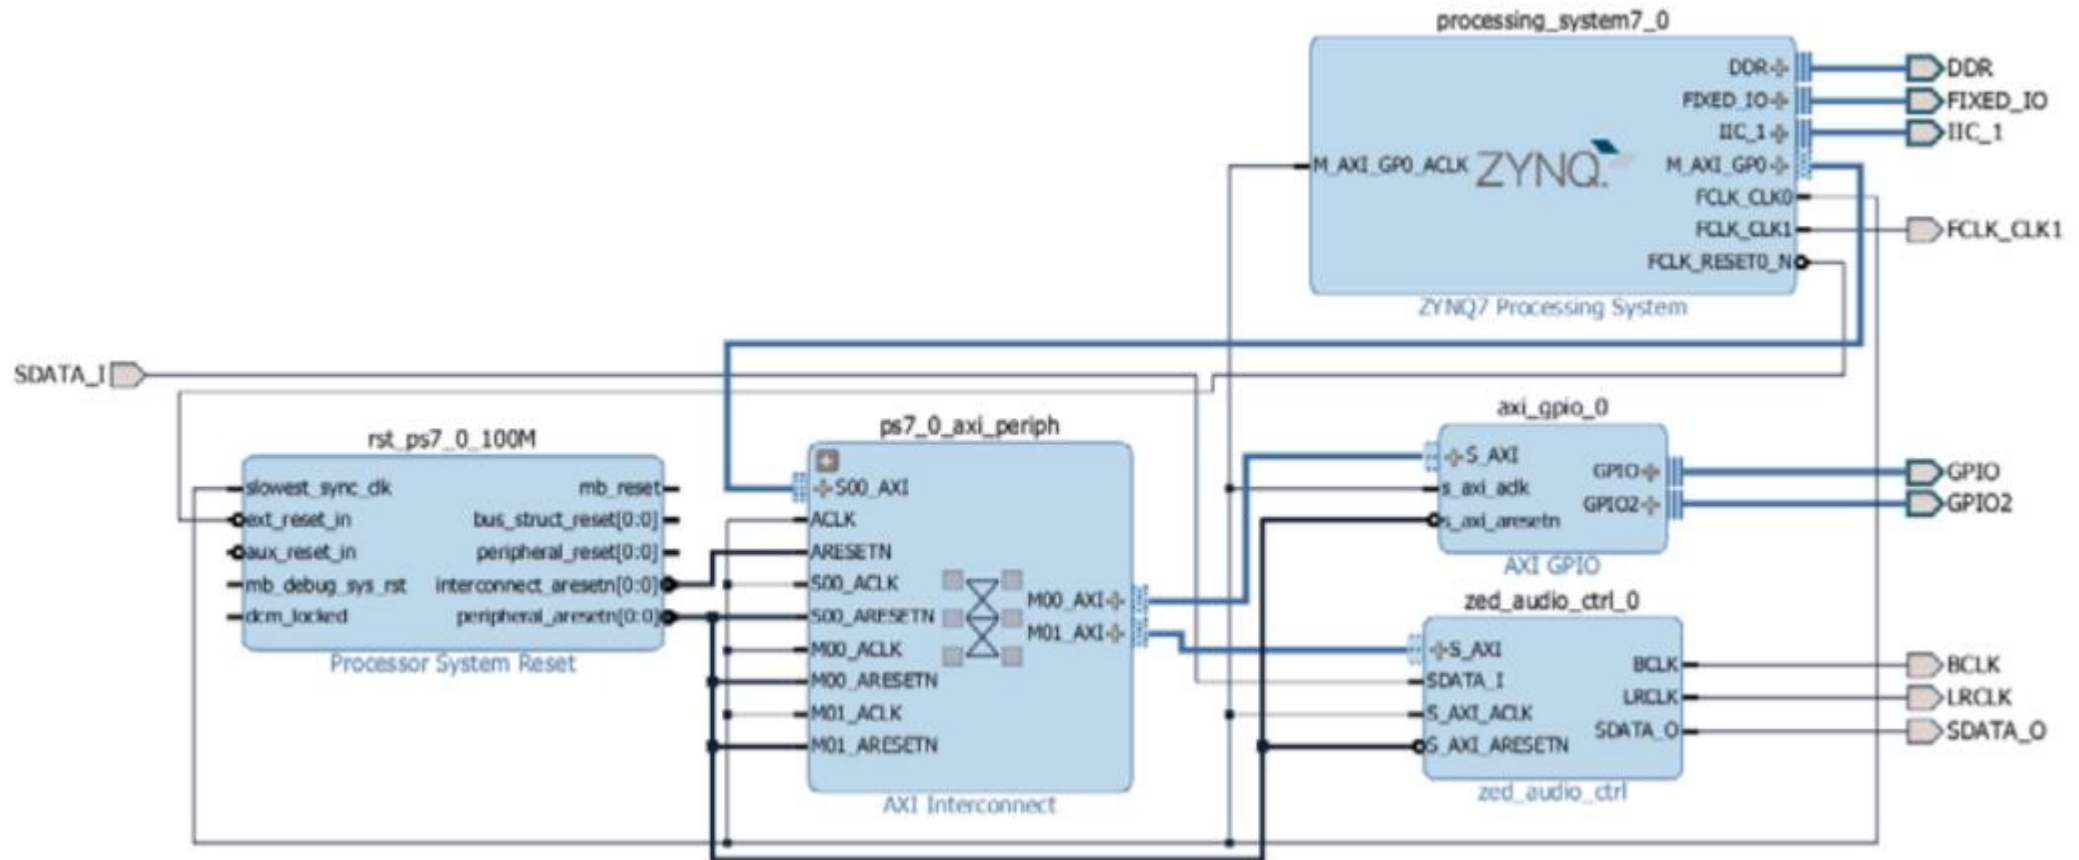 processing_system7_0
DDR
FIXED_IO
IIC_1
M_AXI_GP0_ACLK
ZYNQ.
M_AXI_GP0
FCLK_CLK0
FCLK_CLK1
FCLK_RESET0_N
ZYNQ7 Processing System
DDR
FIXED_IO
IIC_1
FCLK_CLK1
SDATA_I
rst_ps7_0_100M
slowest_sync_clk
ext_reset_in
aux_reset_in
mb_debug_sys_rst
dcm_locked
mb_reset
bus_struct_reset[0:0]
peripheral_reset[0:0]
interconnect_aresetn[0:0]
peripheral_aresetn[0:0]
Processor System Reset
ps7_0_axi_periph
S00_AXI
ACLK
ARESETN
S00_ACLK
S00_ARESETN
M00_ACLK
M00_ARESETN
M01_ACLK
M01_ARESETN
M00_AXI
M01_AXI
AXI Interconnect
axi_gpio_0
S_AXI
s_axi_aclk
s_axi_aresetn
GPIO
GPIO2
AXI GPIO
GPIO
GPIO2
zed_audio_ctrl_0
S_AXI
SDATA_I
S_AXI_ACLK
S_AXI_ARESETN
BCLK
LRCLK
SDATA_O
zed_audio_ctrl
BCLK
LRCLK
SDATA_O